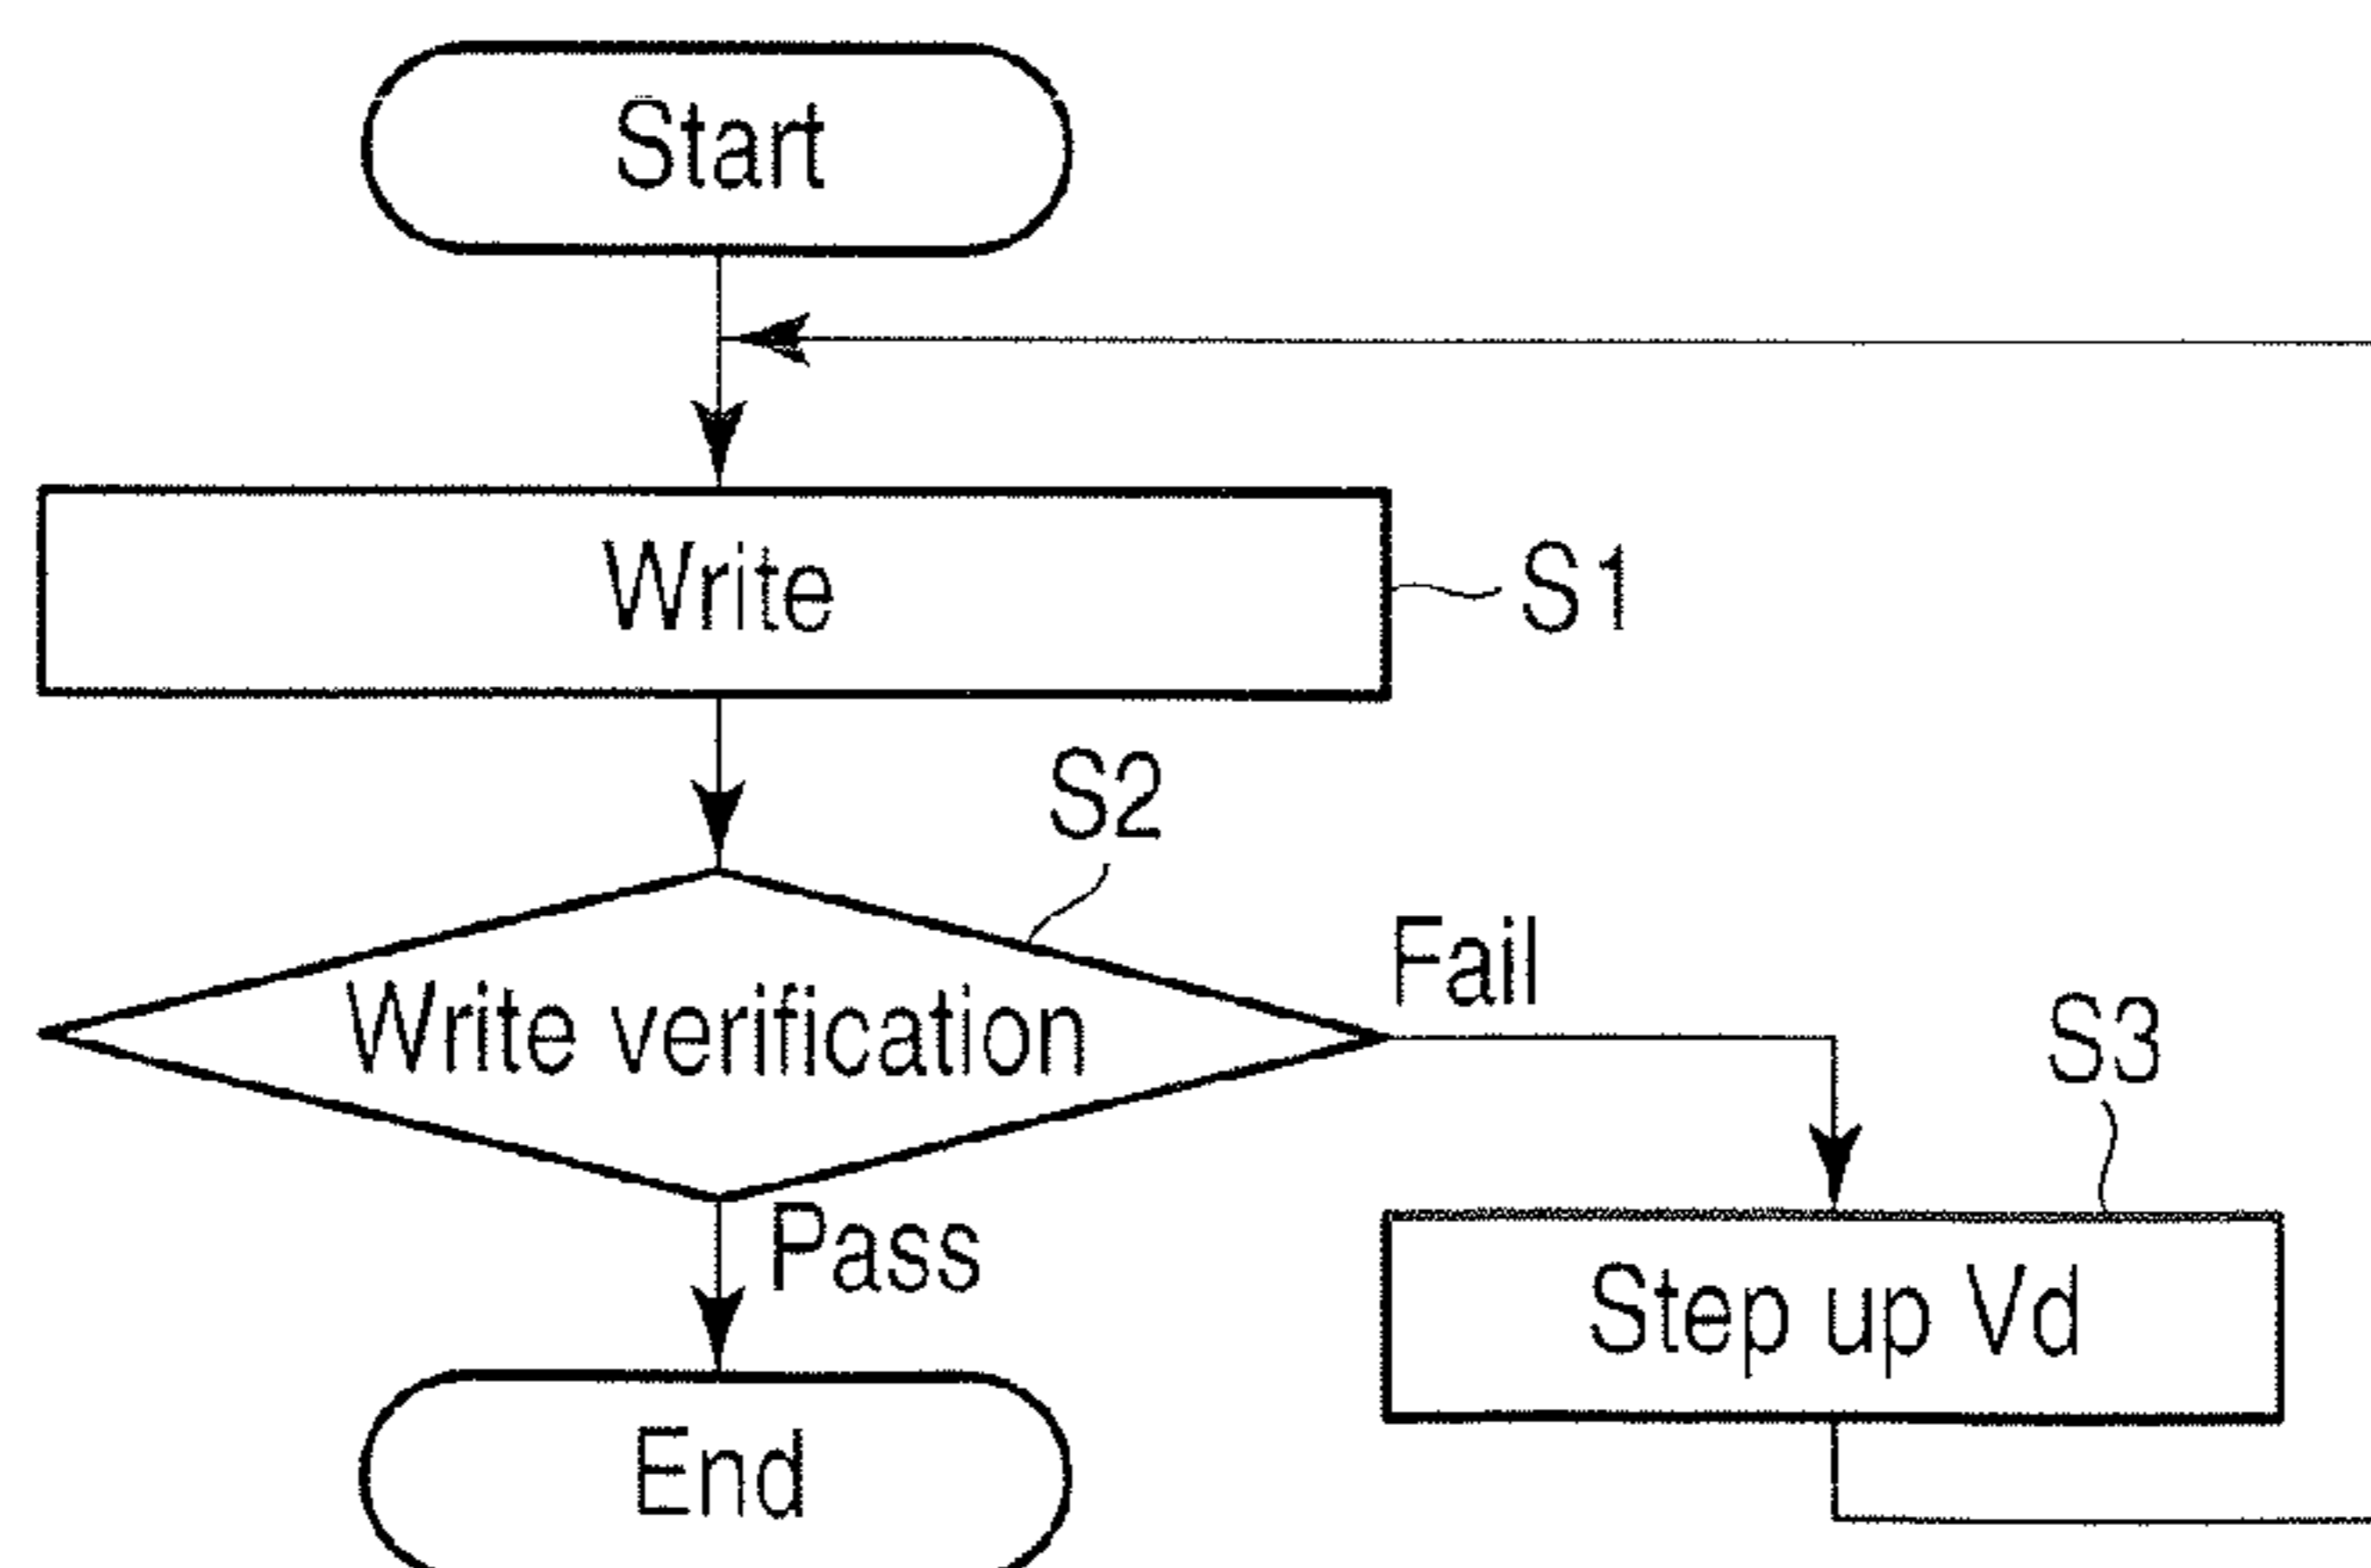 Start
Write
S1
S2
Write verification
Fail
S3
Pass
Step up Vd
End